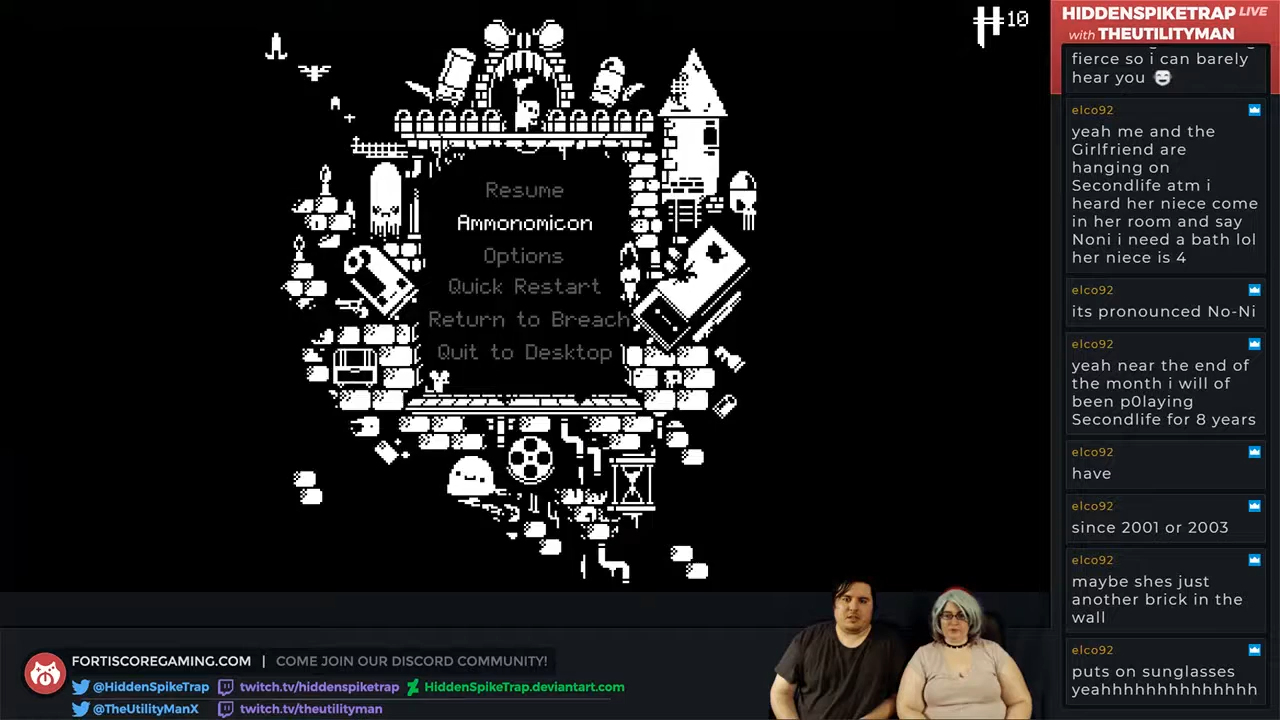 10
Resume
Ammonomicon
Options
Quick Restart
Return to Breach
Quit to Desktop
HIDDENSPIKETRAP LIVE
with THEUTILITYMAN
fierce so i can barely
hear you
elco92
yeah me and the
Girlfriend are
hanging on
Secondlife atm i
heard her niece come
in her room and say
Noni i need a bath lol
her niece is 4
elco92
its pronounced No-Ni
elco92
yeah near the end of
the month i will of
been p0laying
Secondlife for 8 years
elco92
have
elco92
since 2001 or 2003
elco92
maybe shes just
another brick in the
wall
elco92
puts on sunglasses
yeahhhhhhhhhhhhhh
FORTISCOREGAMING.COM | COME JOIN OUR DISCORD COMMUNITY!
@HiddenSpikeTrap twitch.tv/hiddenspiketrap HiddenSpikeTrap.deviantart.com
@TheUtilityManX twitch.tv/theutilityman